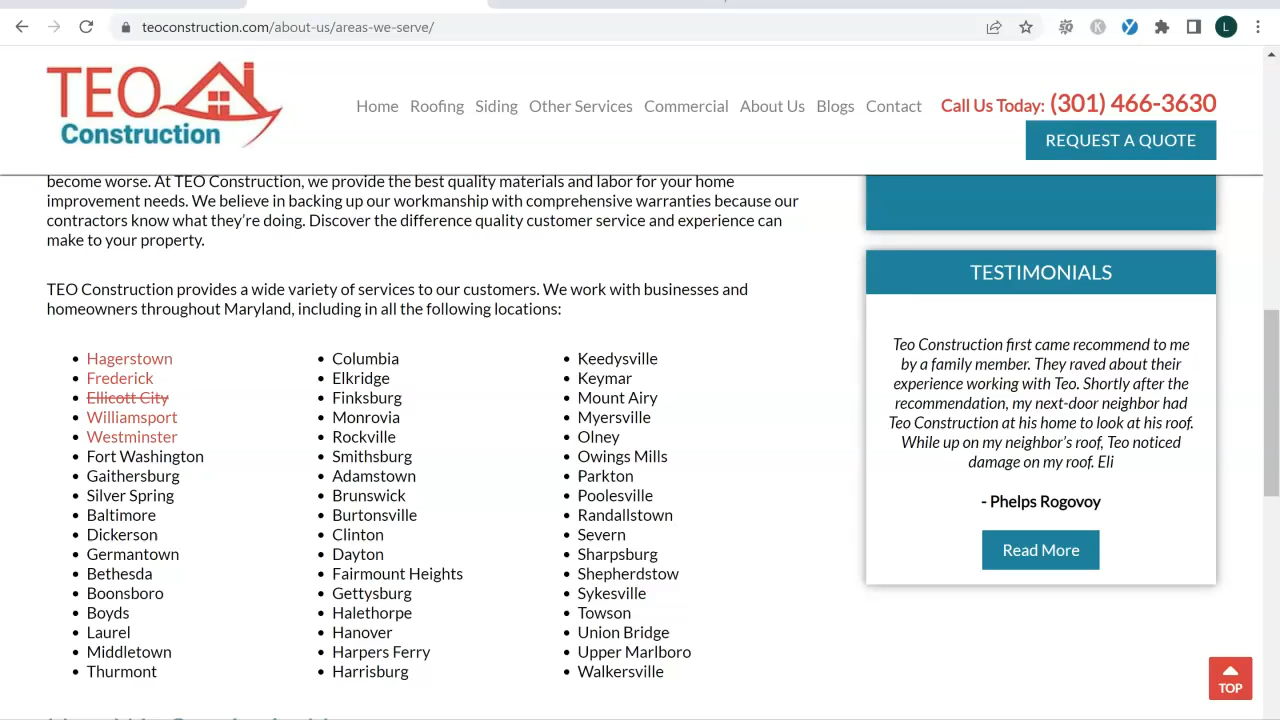 teoconstruction.com/about-us/areas-we-serve/
K
L
TEO
Construction
Home Roofing Siding Other Services Commercial About Us Blogs Contact
Call Us Today: (301) 466-3630
REQUEST A QUOTE
become worse. At TEO Construction, we provide the best quality materials and labor for your home
improvement needs. We believe in backing up our workmanship with comprehensive warranties because our
contractors know what they’re doing. Discover the difference quality customer service and experience can
make to your property.
TEO Construction provides a wide variety of services to our customers. We work with businesses and
homeowners throughout Maryland, including in all the following locations:
Hagerstown
Frederick
Ellicott City
Williamsport
Westminster
Fort Washington
Gaithersburg
Silver Spring
Baltimore
Dickerson
Germantown
Bethesda
Boonsboro
Boyds
Laurel
Middletown
Thurmont
Columbia
Elkridge
Finksburg
Monrovia
Rockville
Smithsburg
Adamstown
Brunswick
Burtonsville
Clinton
Dayton
Fairmount Heights
Gettysburg
Halethorpe
Hanover
Harpers Ferry
Harrisburg
Keedysville
Keymar
Mount Airy
Myersville
Olney
Owings Mills
Parkton
Poolesville
Randallstown
Severn
Sharpsburg
Shepherdstow
Sykesville
Towson
Union Bridge
Upper Marlboro
Walkersville
TESTIMONIALS
Teo Construction first came recommend to me
by a family member. They raved about their
experience working with Teo. Shortly after the
recommendation, my next-door neighbor had
Teo Construction at his home to look at his roof.
While up on my neighbor’s roof, Teo noticed
damage on my roof. Eli
- Phelps Rogovoy
Read More
TOP